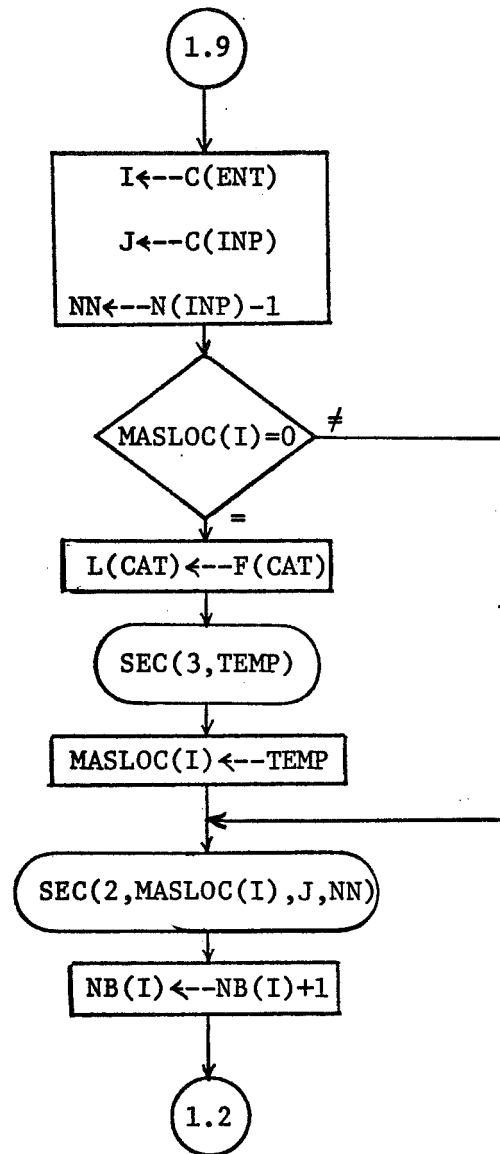 1.9
I<--C(ENT)
J<--C(INP)
NN<--N(INP)-1
MASLOC(I)=0
≠
=
L(CAT)<--F(CAT)
SEC(3,TEMP)
MASLOC(I)<--TEMP
SEC(2,MASLOC(I),J,NN)
NB(I)<--NB(I)+1
1.2